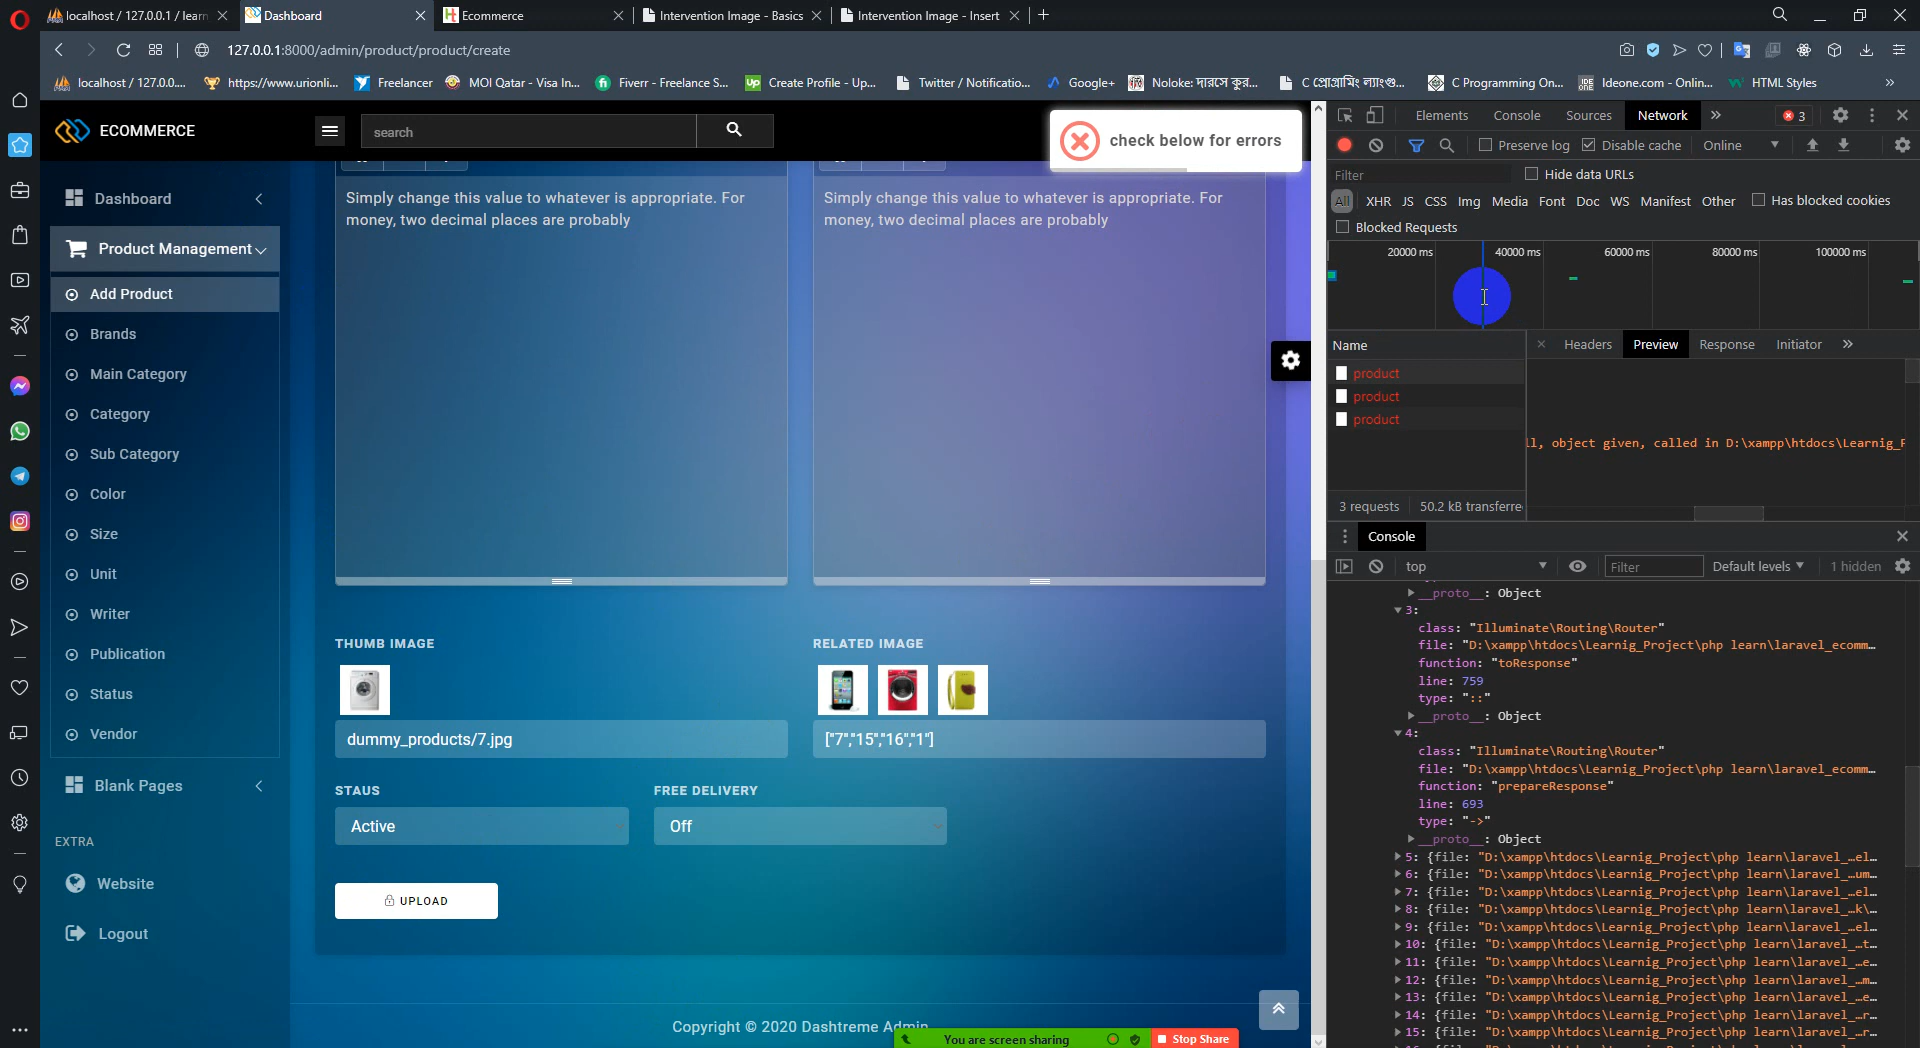 localhost / 127.0.0.1 / learn
Dashboard
Ecommerce
Intervention Image - Basics
Intervention Image - Insert
127.0.0.1:8000/admin/product/product/create
localhost / 127.0.0....
https://www.urionli...
Freelancer
MOI Qatar - Visa In...
Fiverr - Freelance S...
Create Profile - Up...
Twitter / Notificatio...
Google+
Noloke: দারসে কুর...
C প্রোগ্রামিং ল্যাংগু...
C Programming On...
Ideone.com - Onlin...
HTML Styles
ECOMMERCE
search
check below for errors
Dashboard
Product Management
Add Product
Brands
Main Category
Category
Sub Category
Color
Size
Unit
Writer
Publication
Status
Vendor
Blank Pages
EXTRA
Website
Logout
Simply change this value to whatever is appropriate. For
money, two decimal places are probably
Simply change this value to whatever is appropriate. For
money, two decimal places are probably
THUMB IMAGE
RELATED IMAGE
dummy_products/7.jpg
["7","15","16","1"]
STAUS
FREE DELIVERY
Active
Off
UPLOAD
Copyright © 2020 Dashtreme Admin
You are screen sharing
Stop Share
Elements
Console
Sources
Network
3
Preserve log
Disable cache
Online
Filter
Hide data URLs
All XHR JS CSS Img Media Font Doc WS Manifest Other
Has blocked cookies
Blocked Requests
20000 ms
40000 ms
60000 ms
80000 ms
100000 ms
Name
Headers
Preview
Response
Initiator
product
product
product
ll, object given, called in D:\xampp\htdocs\Learnig_P
3 requests
50.2 kB transferre
Console
top
Filter
Default levels
1 hidden
__proto__: Object
3:
class: "Illuminate\Routing\Router"
file: "D:\xampp\htdocs\Learnig_Project\php learn\laravel_ecomm…
function: "toResponse"
line: 759
type: "::"
__proto__: Object
4:
class: "Illuminate\Routing\Router"
file: "D:\xampp\htdocs\Learnig_Project\php learn\laravel_ecomm…
function: "prepareResponse"
line: 693
type: "->"
__proto__: Object
5: {file: "D:\xampp\htdocs\Learnig_Project\php learn\laravel_…el…
6: {file: "D:\xampp\htdocs\Learnig_Project\php learn\laravel_…um…
7: {file: "D:\xampp\htdocs\Learnig_Project\php learn\laravel_…el…
8: {file: "D:\xampp\htdocs\Learnig_Project\php learn\laravel_…k\…
9: {file: "D:\xampp\htdocs\Learnig_Project\php learn\laravel_…el…
10: {file: "D:\xampp\htdocs\Learnig_Project\php learn\laravel_…t…
11: {file: "D:\xampp\htdocs\Learnig_Project\php learn\laravel_…e…
12: {file: "D:\xampp\htdocs\Learnig_Project\php learn\laravel_…m…
13: {file: "D:\xampp\htdocs\Learnig_Project\php learn\laravel_…e…
14: {file: "D:\xampp\htdocs\Learnig_Project\php learn\laravel_…r…
15: {file: "D:\xampp\htdocs\Learnig_Project\php learn\laravel_…r…